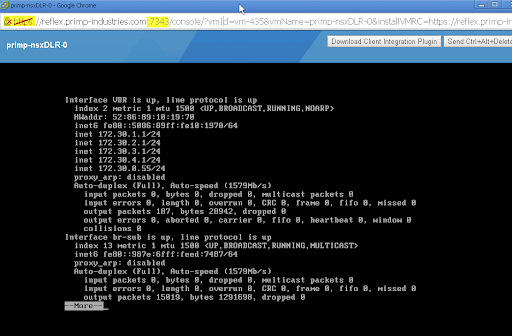 primp-nsxDLR-0 - Google Chrome
https://reflex.primp-industries.com:7343/console/?vmId=vm-435&vmName=primp-nsxDLR-0&installVMRC=https://reflex.primp-in
primp-nsxDLR-0
Download Client Integration Plugin
Send Ctrl+Alt+Delete
Interface VDR is up, line protocol is up
index 2 metric 1 mtu 1500 <UP,BROADCAST,RUNNING,NOARP>
HWaddr: 52:86:89:10:19:70
inet6 fe80::5086:89ff:fe10:1970/64
inet 172.30.1.1/24
inet 172.30.2.1/24
inet 172.30.3.1/24
inet 172.30.4.1/24
inet 172.30.0.55/24
proxy_arp: disabled
Auto-duplex (Full), Auto-speed (1579Mb/s)
input packets 0, bytes 0, dropped 0, multicast packets 0
input errors 0, length 0, overrun 0, CRC 0, frame 0, fifo 0, missed 0
output packets 187, bytes 28942, dropped 0
output errors 0, aborted 0, carrier 0, fifo 0, heartbeat 0, window 0
collisions 0
Interface br-sub is up, line protocol is up
index 13 metric 1 mtu 1500 <UP,BROADCAST,RUNNING,MULTICAST>
inet6 fe80::987e:6fff:feed:7487/64
proxy_arp: disabled
Auto-duplex (Full), Auto-speed (1579Mb/s)
input packets 0, bytes 0, dropped 0, multicast packets 0
input errors 0, length 0, overrun 0, CRC 0, frame 0, fifo 0, missed 0
output packets 15019, bytes 1291698, dropped 0
--More--